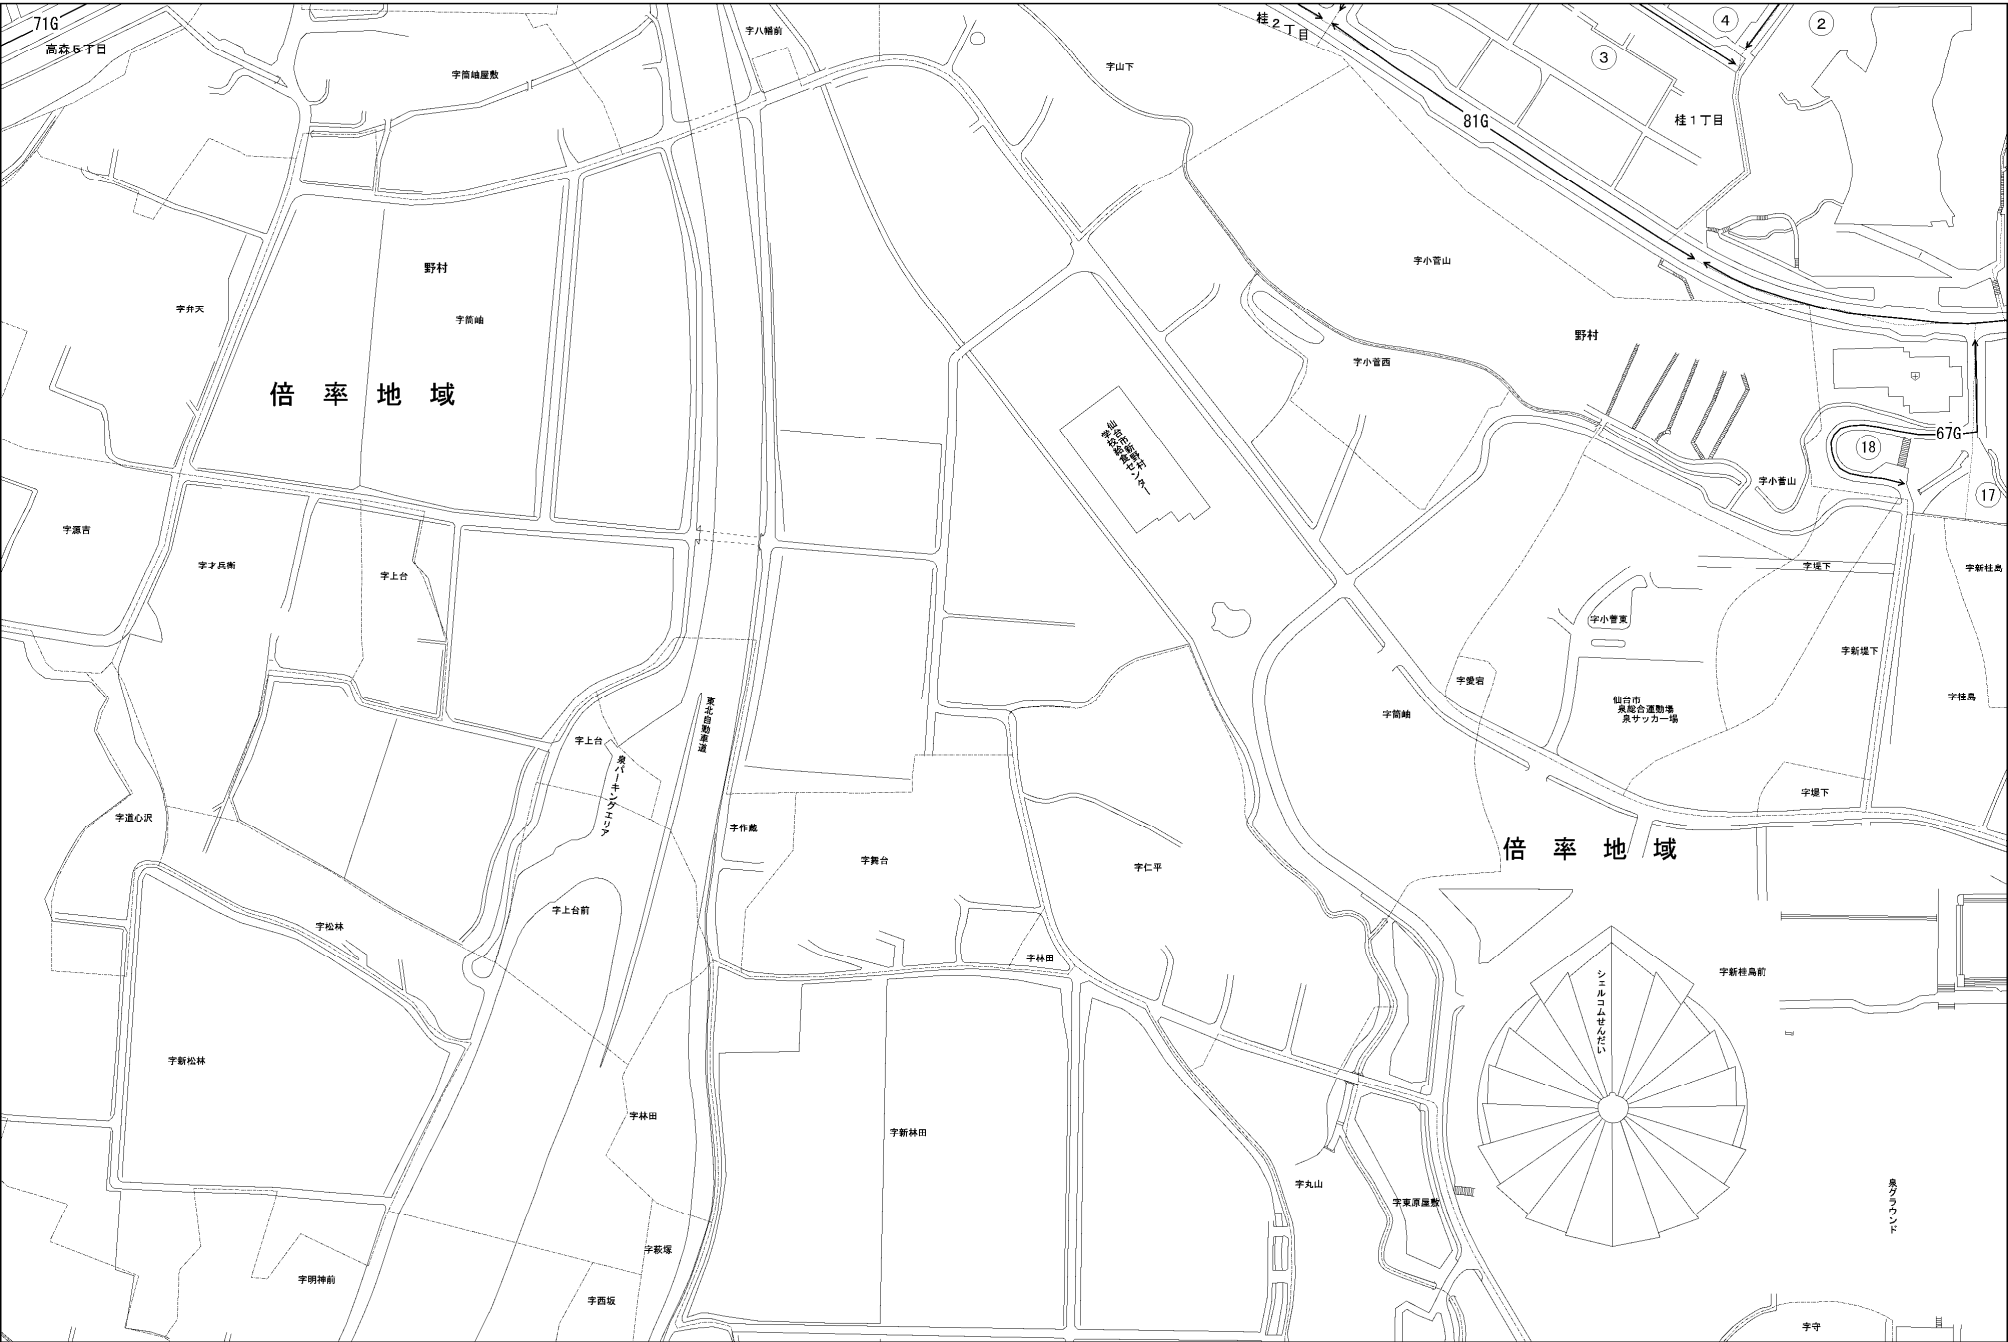 71G
高森6丁目
字八幡前
桂2丁目
④
②
③
字筒岫屋敷
字山下
81G
桂1丁目
野村
字小菅山
字弁天
字筒岫
野村
字小菅西
倍率地域
仙台市新野村
学校給食センター
67G
⑱
字小菅山
⑰
字源吉
字才兵衛
字上台
字堤下
字新桂島
字小菅東
字新堤下
字愛宕
字桂島
仙台市
泉総合運動場
泉サッカー場
字筒岫
東北自動車道
字上台
泉パーキングエリア
字堤下
字道心沢
字作蔵
倍率地域
字舞台
字仁平
字上台前
字松林
字林田
字新桂島前
シェルコムせんだい
字新松林
字林田
字新林田
字丸山
字東原屋敷
泉グラウンド
字萩塚
字明神前
字西坂
字守